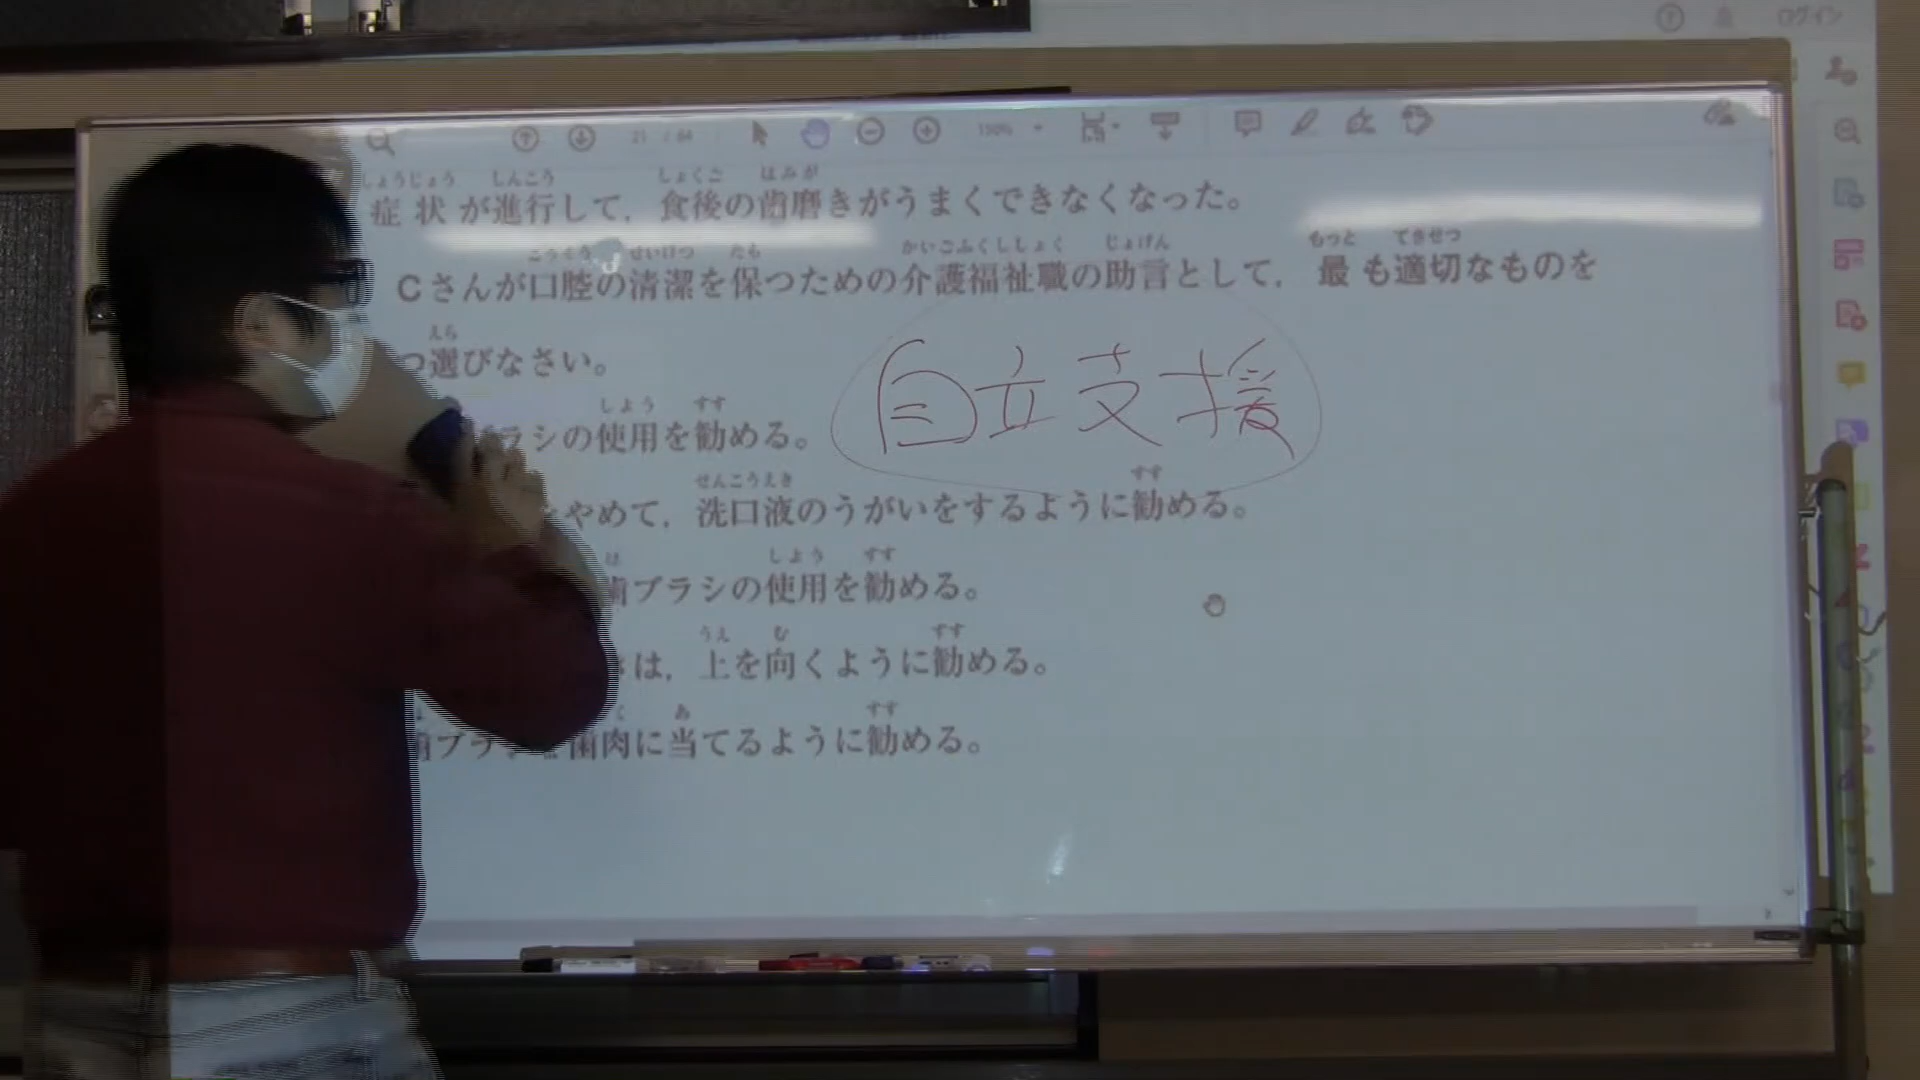 ログイン
21 / 64
150%
しょうじょう しんこう しょくご はみが
症状が進行して，食後の歯磨きがうまくできなくなった。
こうくう せいけつ たも かいごふくししょく じょげん もっと てきせつ
Cさんが口腔の清潔を保つための介護福祉職の助言として，最も適切なものを
えら
つ選びなさい。
自立支援
しよう すす
ラシの使用を勧める。
せんこうえき すす
やめて，洗口液のうがいをするように勧める。
は しよう すす
歯ブラシの使用を勧める。
うえ む すす
は，上を向くように勧める。
あ すす
歯ブラ 歯肉に当てるように勧める。